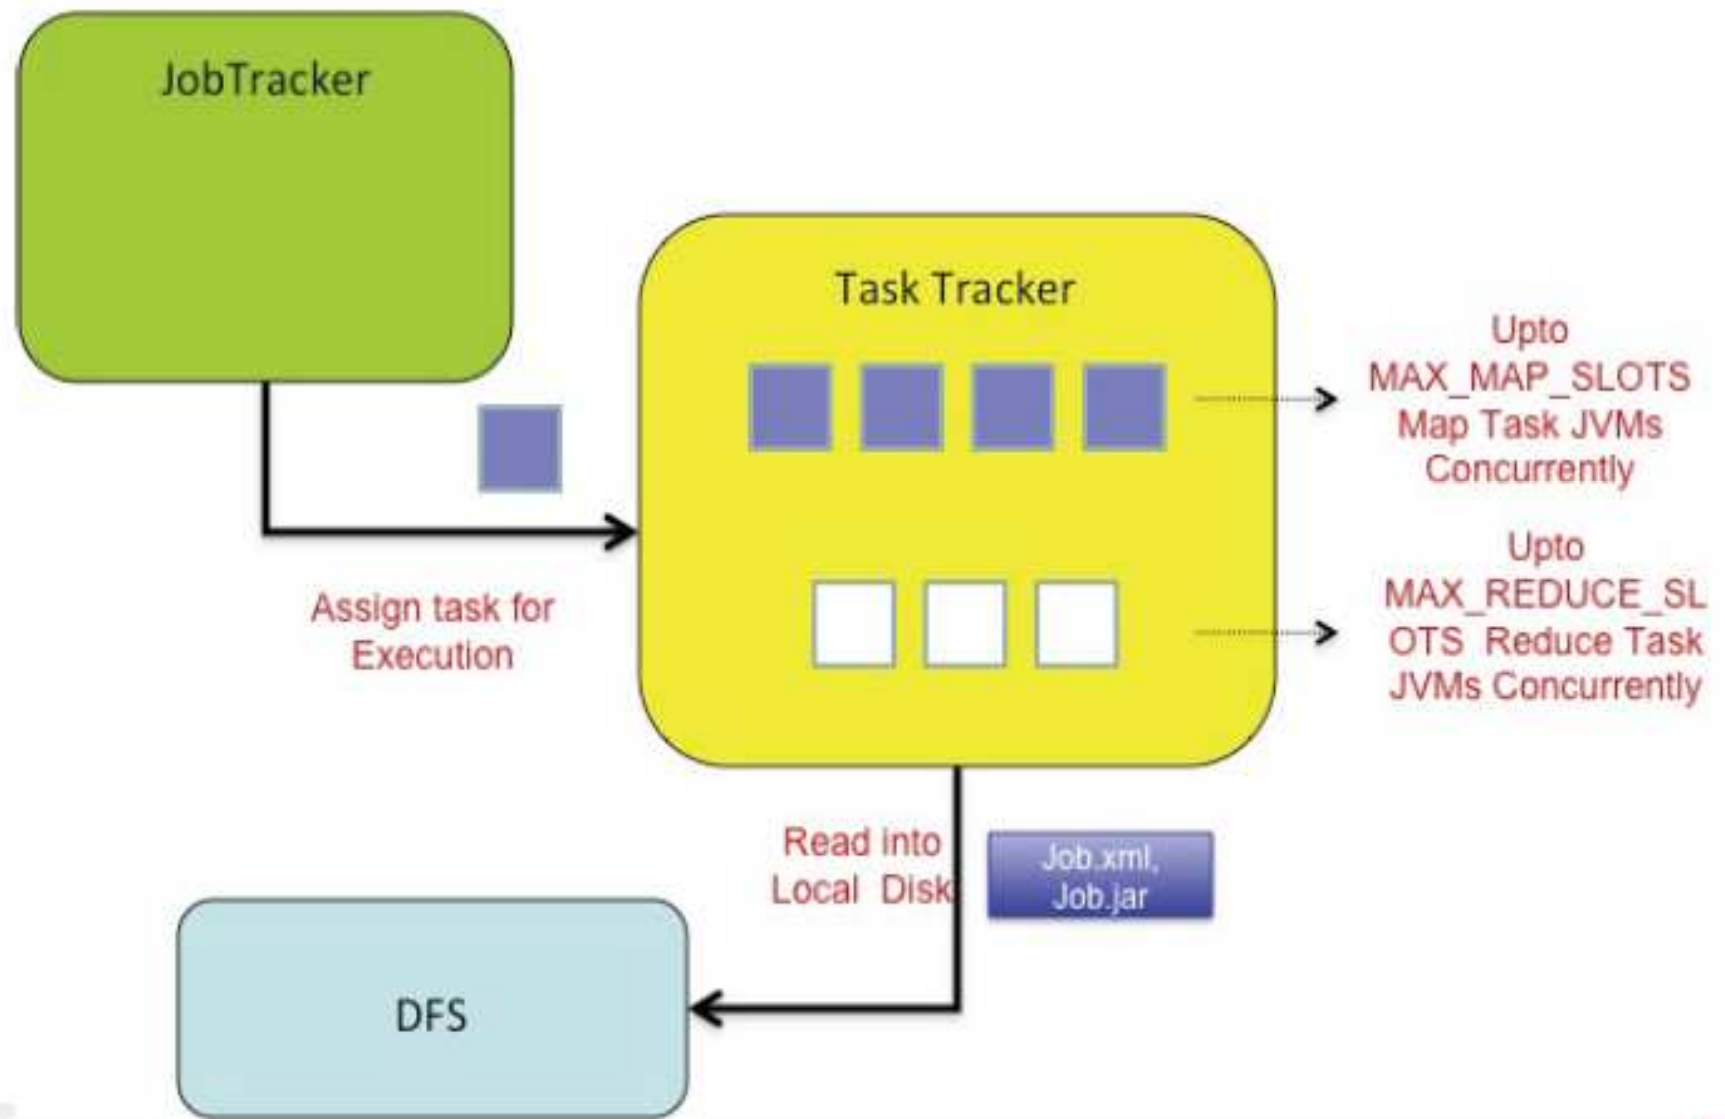 JobTracker
Task Tracker
Upto
MAX_MAP_SLOTS
Map Task JVMs
Concurrently
Upto
MAX_REDUCE_SL
OTS Reduce Task
JVMs Concurrently
Assign task for
Execution
Read into
Local Disk
Job.xml,
Job.jar
DFS